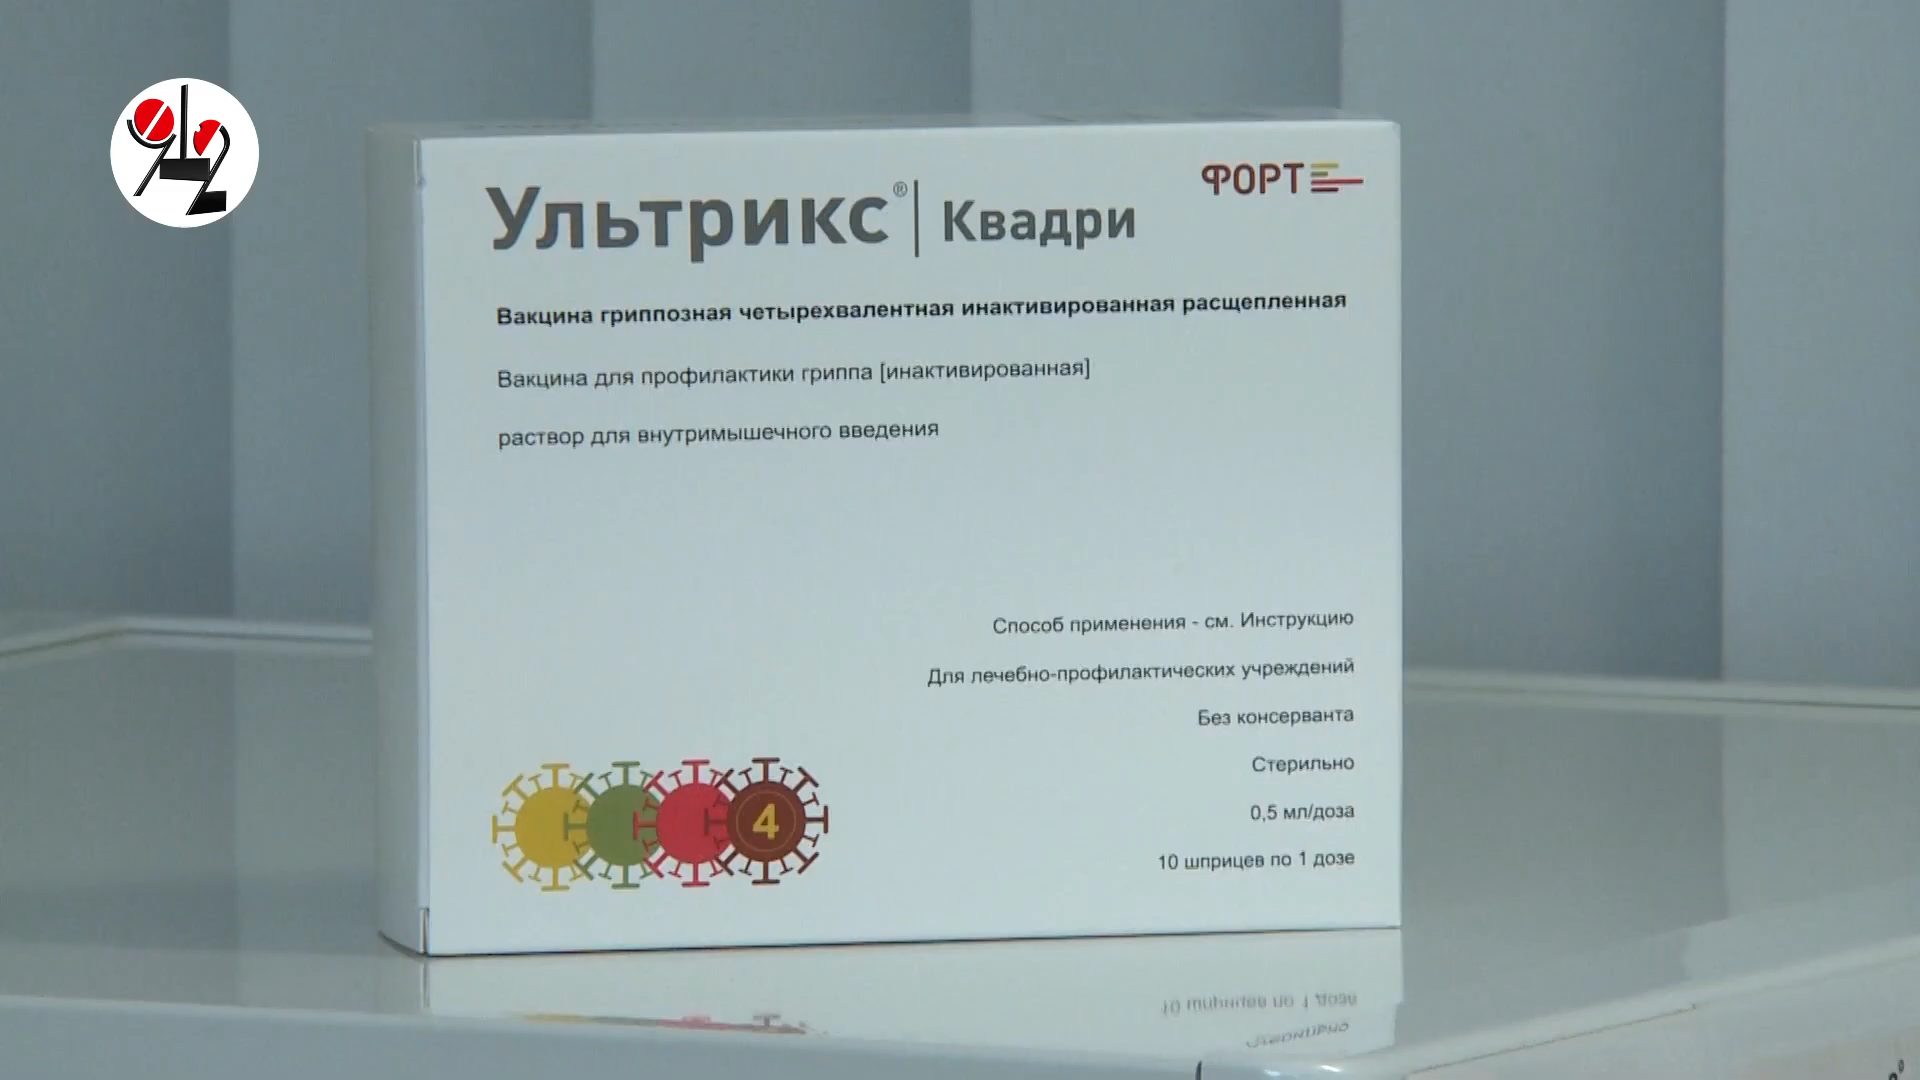 Ультрикс® | Квадри
ФОРТ
Вакцина гриппозная четырехвалентная инактивированная расщепленная
Вакцина для профилактики гриппа [инактивированная]
раствор для внутримышечного введения
Способ применения - см. Инструкцию
Для лечебно-профилактических учреждений
Без консерванта
Стерильно
0,5 мл/доза
10 шприцев по 1 дозе
4